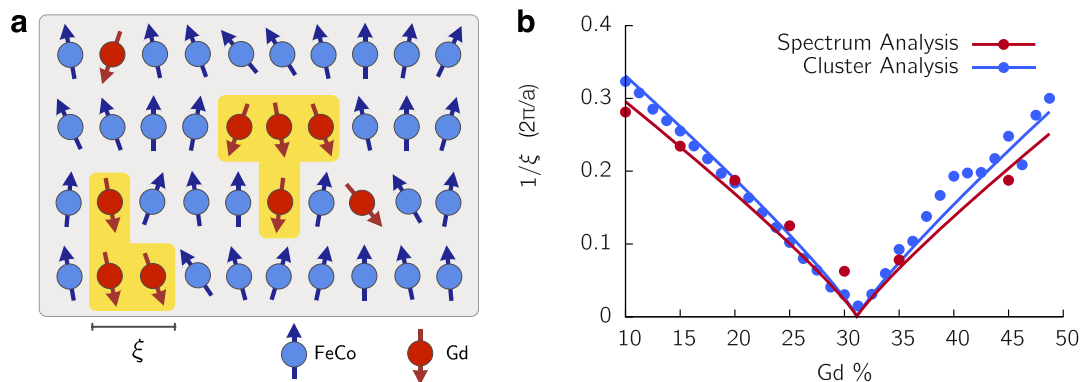 a
ξ
FeCo
Gd
b
Spectrum Analysis
Cluster Analysis
1/ξ (2π/a)
0.4
0.3
0.2
0.1
0
10 15 20 25 30 35 40 45 50
Gd %